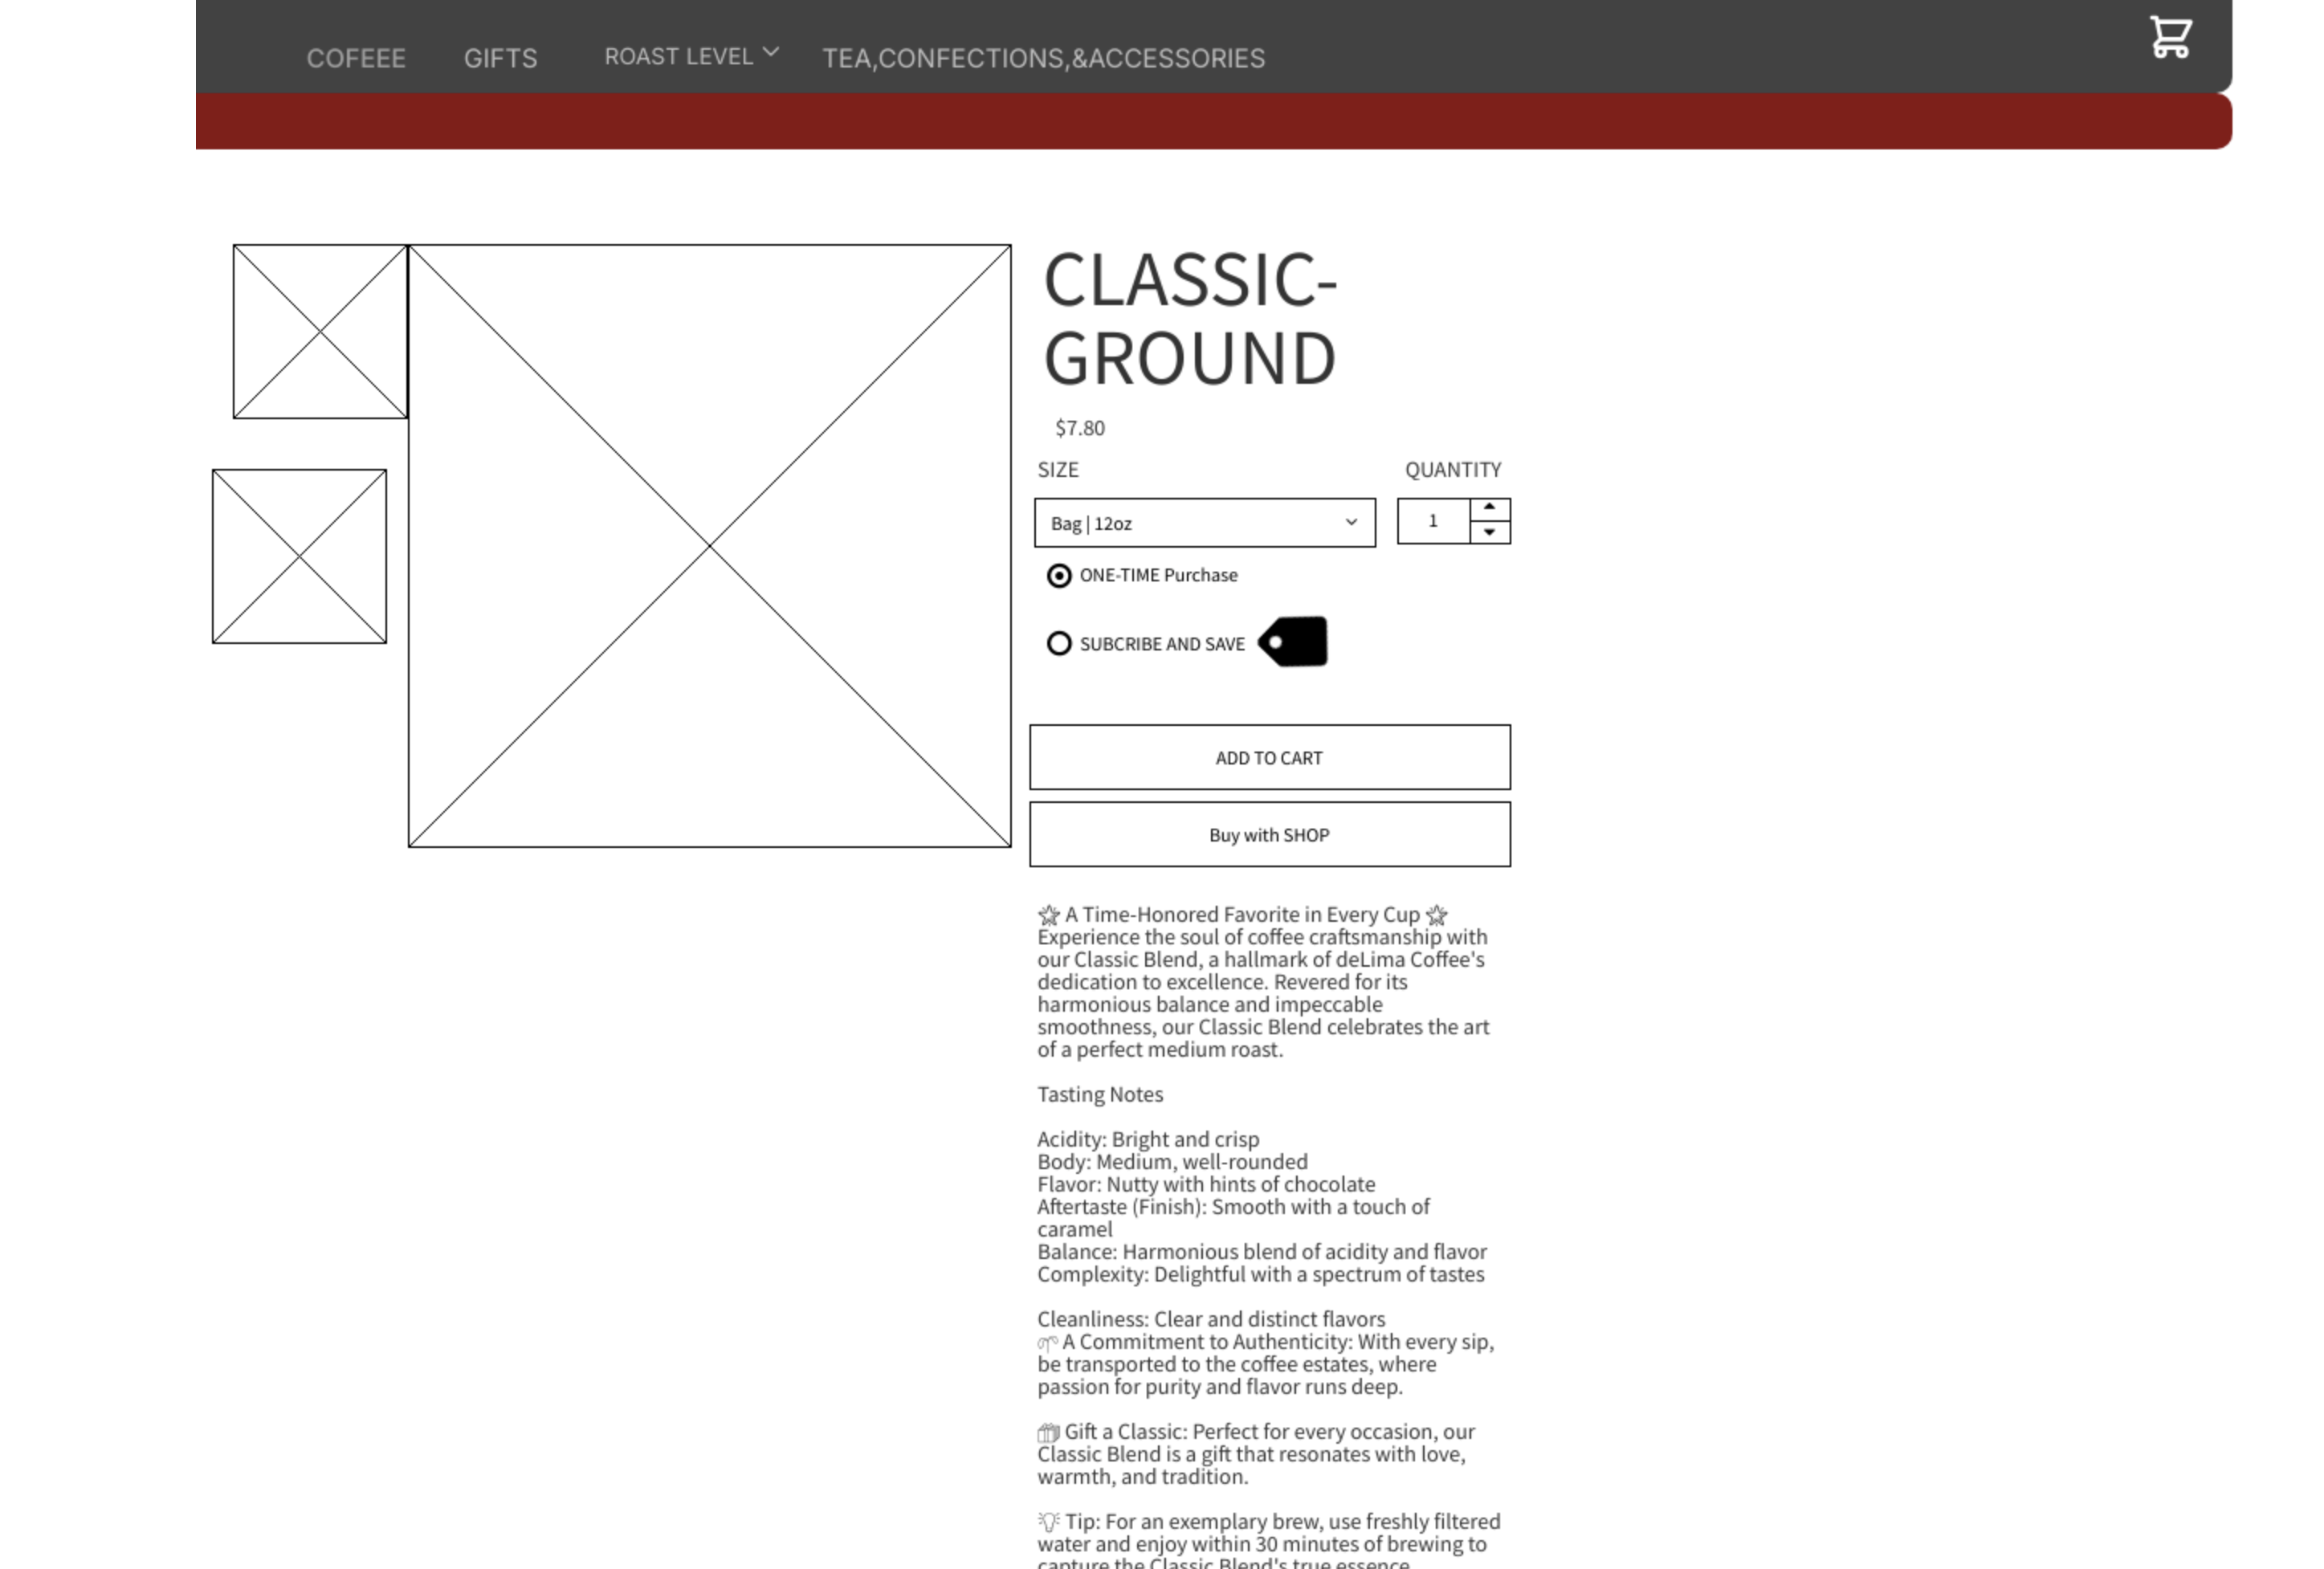 COFEEE
GIFTS
ROAST LEVEL
TEA,CONFECTIONS,&ACCESSORIES
CLASSIC-
GROUND
$7.80
SIZE
QUANTITY
Bag | 12oz
1
ONE-TIME Purchase
SUBCRIBE AND SAVE
ADD TO CART
Buy with SHOP
🌟 A Time-Honored Favorite in Every Cup 🌟
Experience the soul of coffee craftsmanship with
our Classic Blend, a hallmark of deLima Coffee's
dedication to excellence. Revered for its
harmonious balance and impeccable
smoothness, our Classic Blend celebrates the art
of a perfect medium roast.
Tasting Notes
Acidity: Bright and crisp
Body: Medium, well-rounded
Flavor: Nutty with hints of chocolate
Aftertaste (Finish): Smooth with a touch of
caramel
Balance: Harmonious blend of acidity and flavor
Complexity: Delightful with a spectrum of tastes
Cleanliness: Clear and distinct flavors
🌱 A Commitment to Authenticity: With every sip,
be transported to the coffee estates, where
passion for purity and flavor runs deep.
🎁 Gift a Classic: Perfect for every occasion, our
Classic Blend is a gift that resonates with love,
warmth, and tradition.
💡 Tip: For an exemplary brew, use freshly filtered
water and enjoy within 30 minutes of brewing to
capture the Classic Blend's true essence